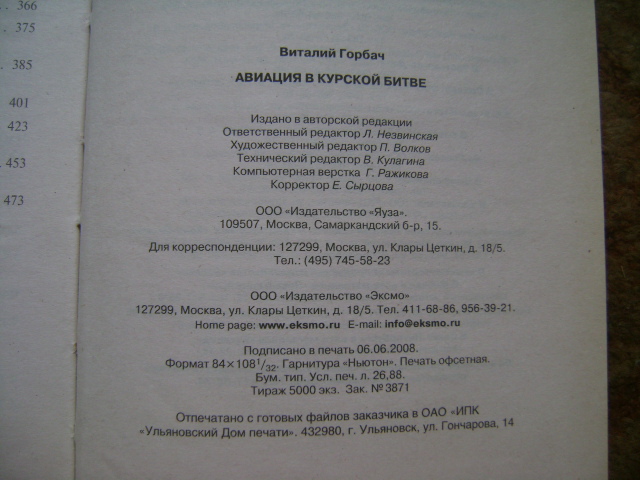 366
375
385
401
423
453
473
Виталий Горбач
АВИАЦИЯ В КУРСКОЙ БИТВЕ
Издано в авторской редакции
Ответственный редактор Л. Незвинская
Художественный редактор П. Волков
Технический редактор В. Кулагина
Компьютерная верстка Г. Ражикова
Корректор Е. Сырцова
ООО «Издательство «Яуза».
109507, Москва, Самаркандский б-р, 15.
Для корреспонденции: 127299, Москва, ул. Клары Цеткин, д. 18/5.
Тел.: (495) 745-58-23
ООО «Издательство «Эксмо»
127299, Москва, ул. Клары Цеткин, д. 18/5. Тел. 411-68-86, 956-39-21.
Home page: www.eksmo.ru E-mail: info@eksmo.ru
Подписано в печать 06.06.2008.
Формат 84×108 1/32. Гарнитура «Ньютон». Печать офсетная.
Бум. тип. Усл. печ. л. 26,88.
Тираж 5000 экз. Зак. № 3871
Отпечатано с готовых файлов заказчика в ОАО «ИПК
«Ульяновский Дом печати». 432980, г. Ульяновск, ул. Гончарова, 14